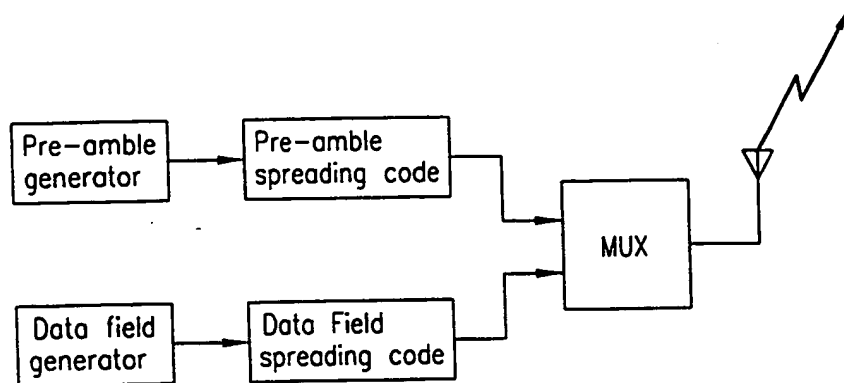 Pre-amble
generator
Pre-amble
spreading code
MUX
Data field
generator
Data Field
spreading code